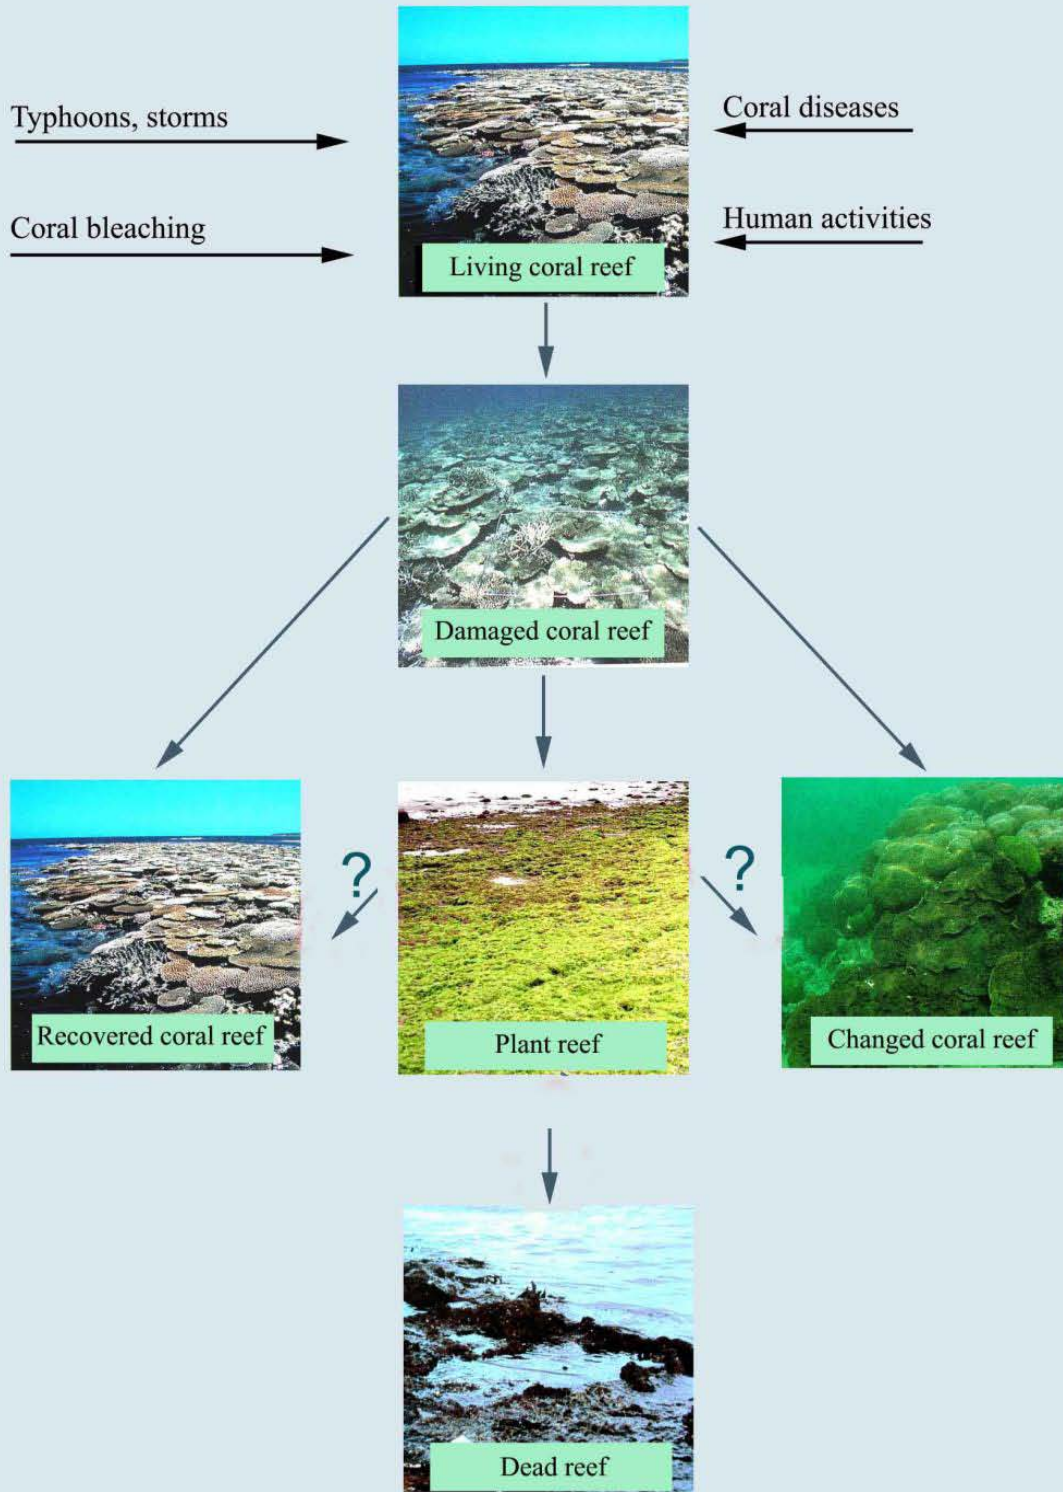 Typhoons, storms
Coral diseases
Coral bleaching
Human activities
Living coral reef
Damaged coral reef
?
?
Recovered coral reef
Plant reef
Changed coral reef
Dead reef